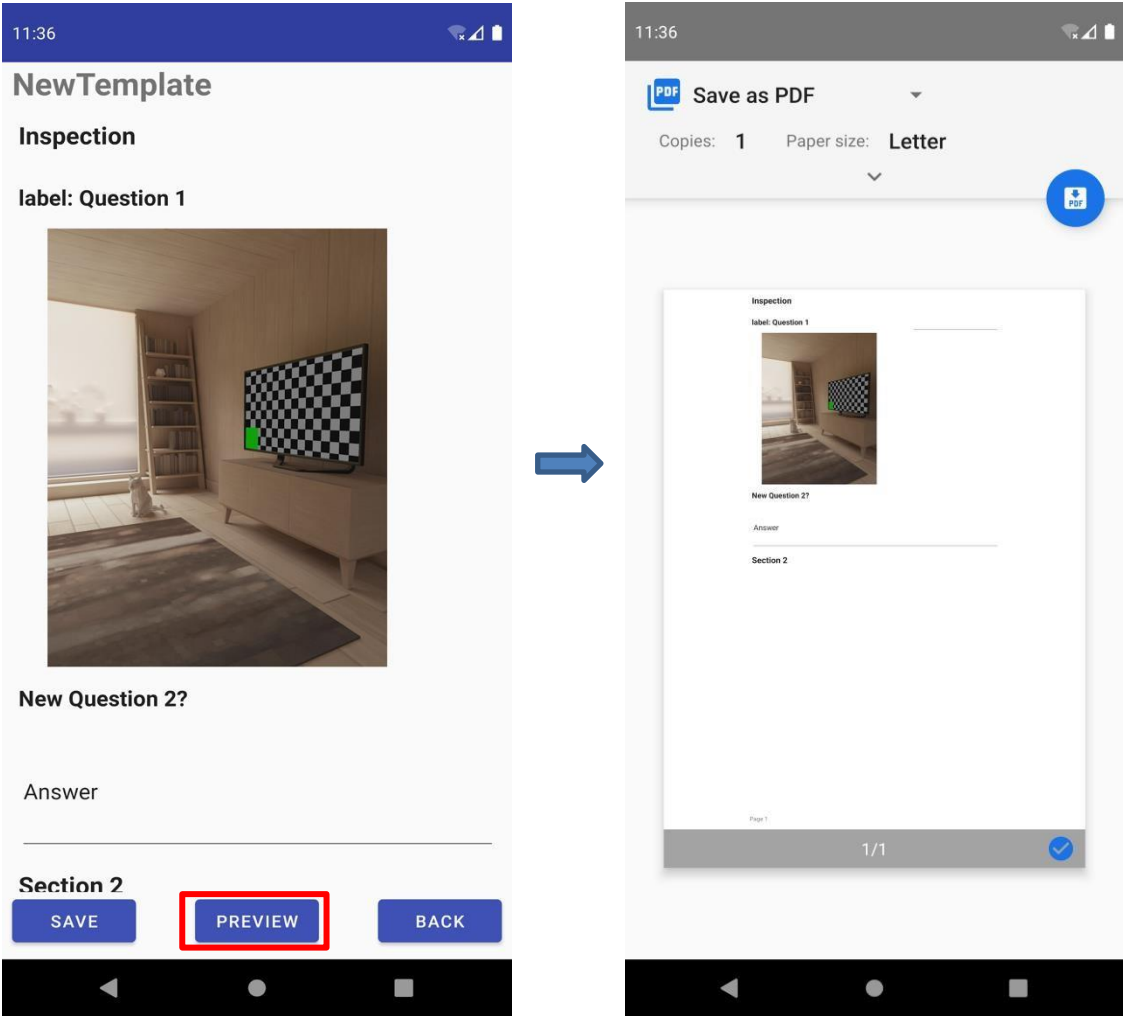 11:36
NewTemplate
Inspection
label: Question 1
New Question 2?
Answer
Section 2
SAVE
PREVIEW
BACK
11:36
PDF
Save as PDF
Copies: 1 Paper size: Letter
PDF
Inspection
label: Question 1
New Question 2?
Answer
Section 2
Page 1
1/1